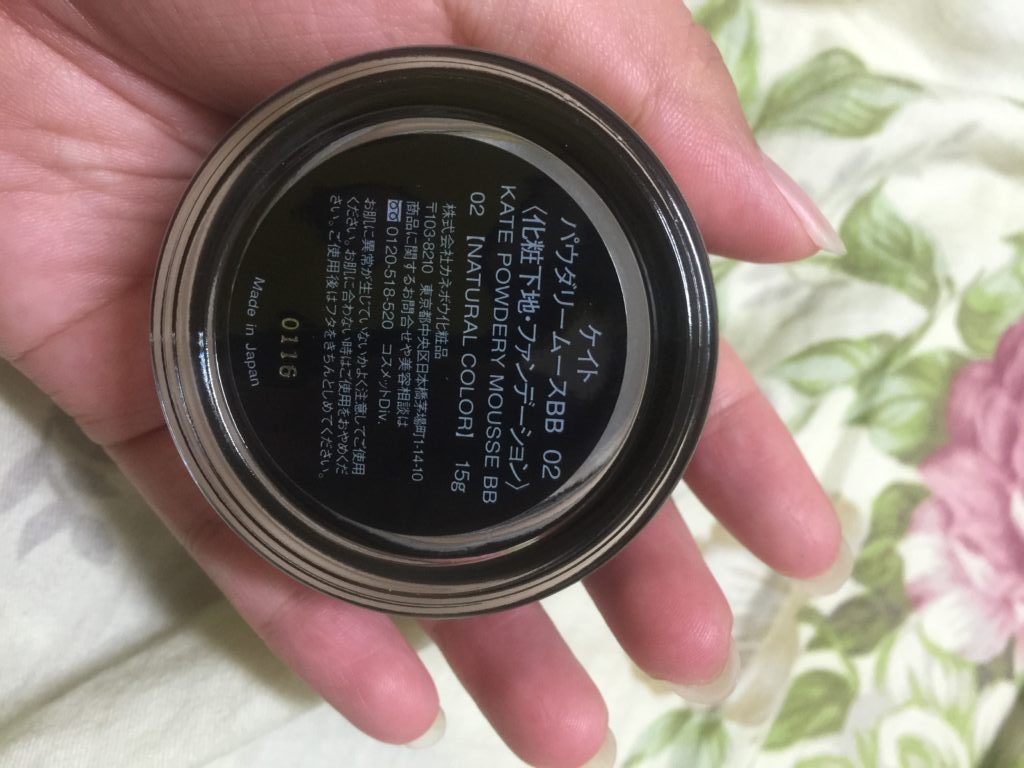 ケイト
パウダリームースBB 02
〈化粧下地・ファンデーション〉
KATE POWDERY MOUSSE BB
02 [NATURAL COLOR] 15g
株式会社カネボウ化粧品
〒103-8210 東京都中央区日本橋茅場町1-14-10
商品に関するお問合せや美容相談は
0120-518-520 コスメットDiv.
お肌に異常が生じていないかよく注意してご使用
ください。お肌に合わない時はご使用をおやめくだ
さい。ご使用後はフタをきちんとしめてください。
01116
Made in Japan